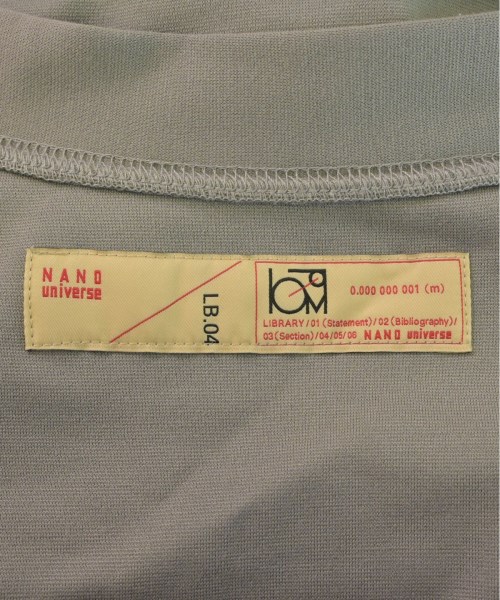 NANO
universe
LB.04
0.000 000 001 (m)
LIBRARY/01(Statement)/02(Bibliography)/
03(Section)/04/05/06 NANO universe